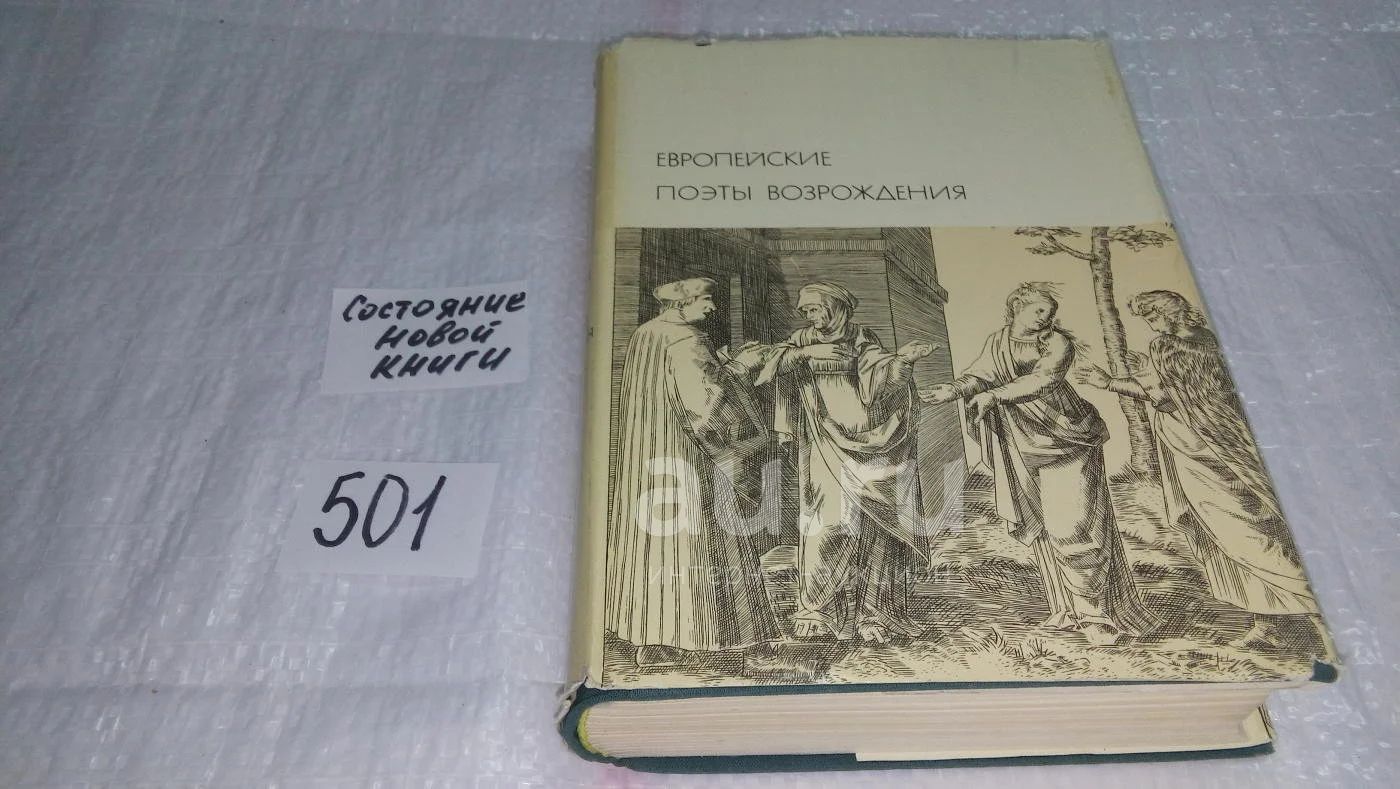 ЕВРОПЕЙСКИЕ
ПОЭТЫ ВОЗРОЖДЕНИЯ
Состояние
новой
книги
501
au.ru